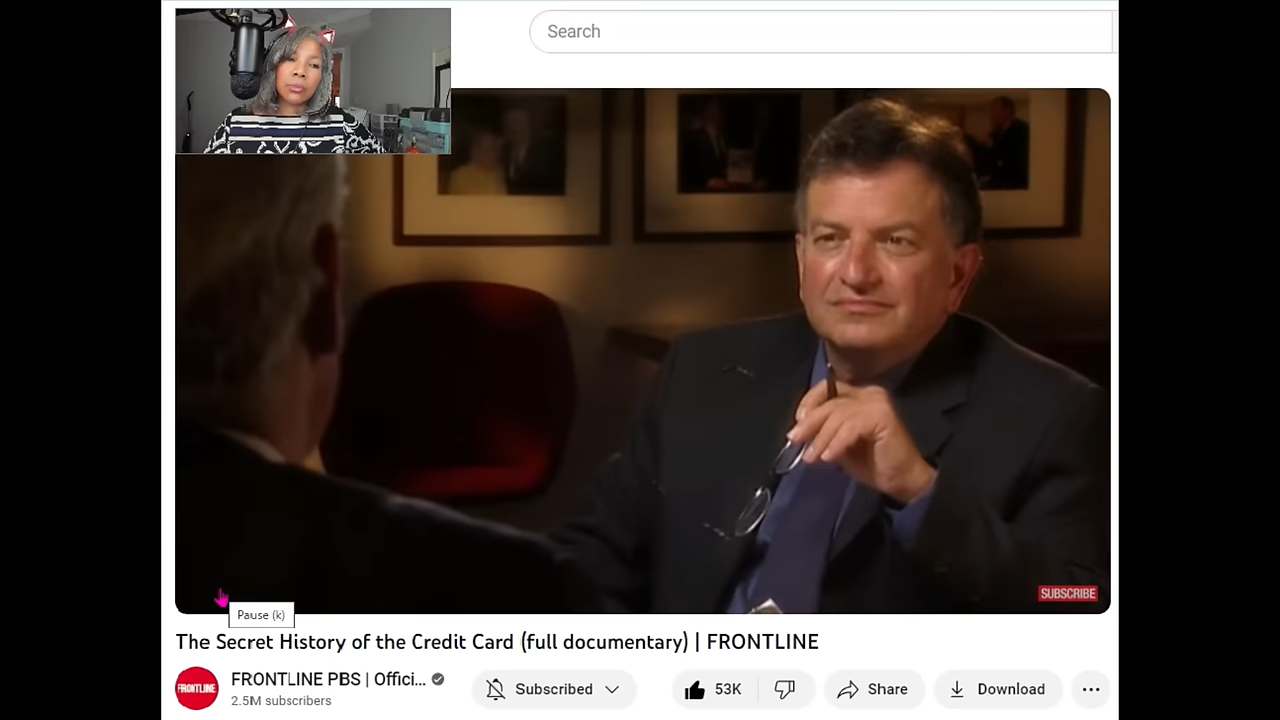 Search
SUBSCRIBE
Pause (k)
The Secret History of the Credit Card (full documentary) | FRONTLINE
FRONTLINE
FRONTLINE PBS | Offici...
2.5M subscribers
Subscribed
53K
Share
Download